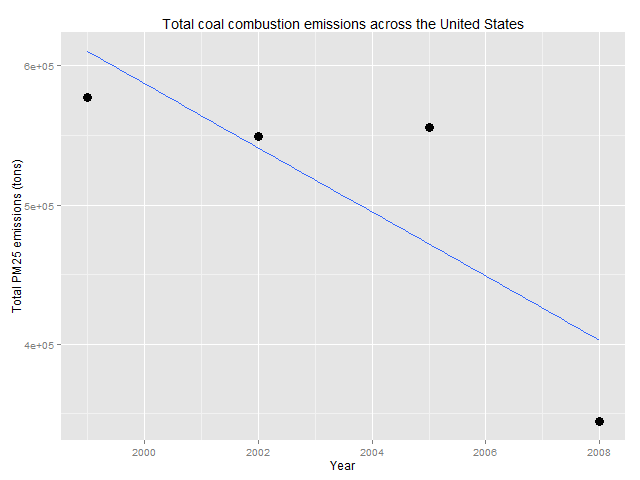 Total coal combustion emissions across the United States
Total PM25 emissions (tons)
6e+05
5e+05
4e+05
2000
2002
2004
2006
2008
Year